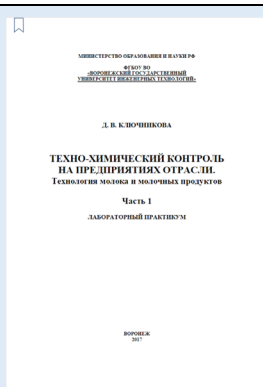 МИНИСТЕРСТВО ОБРАЗОВАНИЯ И НАУКИ РФ
ФГБОУ ВО
«ВОРОНЕЖСКИЙ ГОСУДАРСТВЕННЫЙ
УНИВЕРСИТЕТ ИНЖЕНЕРНЫХ ТЕХНОЛОГИЙ»
Д. В. КЛЮЧНИКОВА
ТЕХНО-ХИМИЧЕСКИЙ КОНТРОЛЬ
НА ПРЕДПРИЯТИЯХ ОТРАСЛИ.
Технология молока и молочных продуктов
Часть 1
ЛАБОРАТОРНЫЙ ПРАКТИКУМ
ВОРОНЕЖ
2017